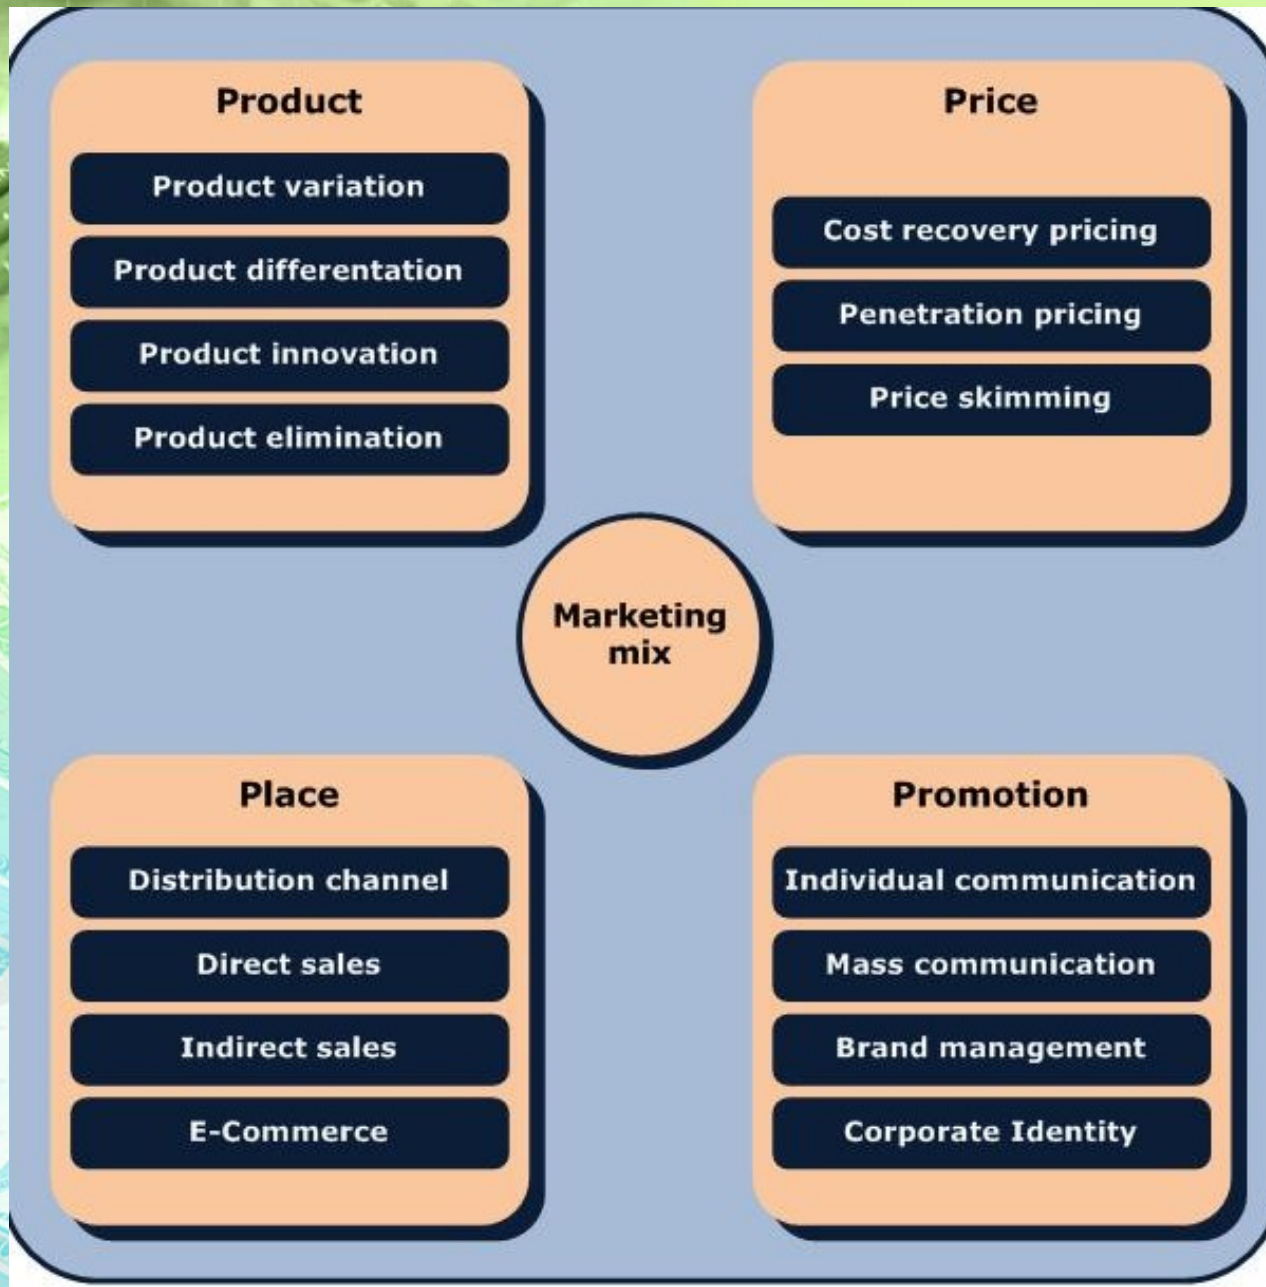 Product
Product variation
Product differentation
Product innovation
Product elimination
Price
Cost recovery pricing
Penetration pricing
Price skimming
Marketing
mix
Place
Distribution channel
Direct sales
Indirect sales
E-Commerce
Promotion
Individual communication
Mass communication
Brand management
Corporate Identity